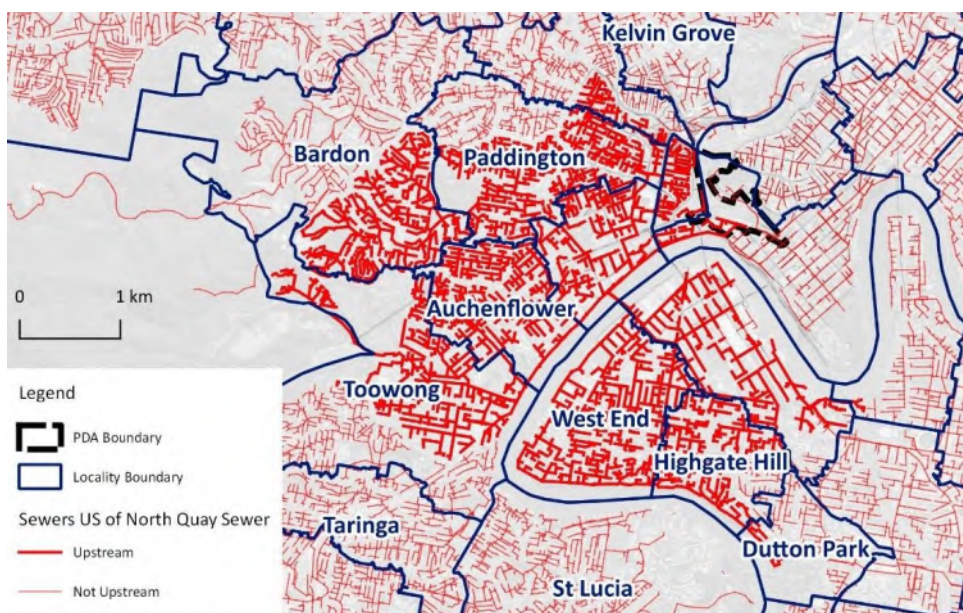 Kelvin Grove
Bardon
Paddington
Auchenflower
Toowong
West End
Highgate Hill
Taringa
Dutton Park
St Lucia
0 1 km
Legend
PDA Boundary
Locality Boundary
Sewers US of North Quay Sewer
Upstream
Not Upstream